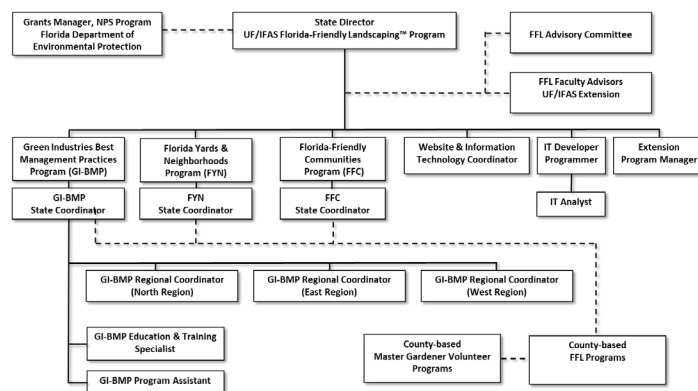 Grants Manager, NPS Program
Florida Department of
Environmental Protection
State Director
UF/IFAS Florida-Friendly Landscaping™ Program
FFL Advisory Committee
FFL Faculty Advisors
UF/IFAS Extension
Green Industries Best
Management Practices
Program (GI-BMP)
Florida Yards &
Neighborhoods
Program (FYN)
Florida-Friendly
Communities
Program (FFC)
Website & Information
Technology Coordinator
IT Developer
Programmer
Extension
Program Manager
GI-BMP
State Coordinator
FYN
State Coordinator
FFC
State Coordinator
IT Analyst
GI-BMP Regional Coordinator
(North Region)
GI-BMP Regional Coordinator
(East Region)
GI-BMP Regional Coordinator
(West Region)
GI-BMP Education & Training
Specialist
County-based
Master Gardener Volunteer
Programs
County-based
FFL Programs
GI-BMP Program Assistant